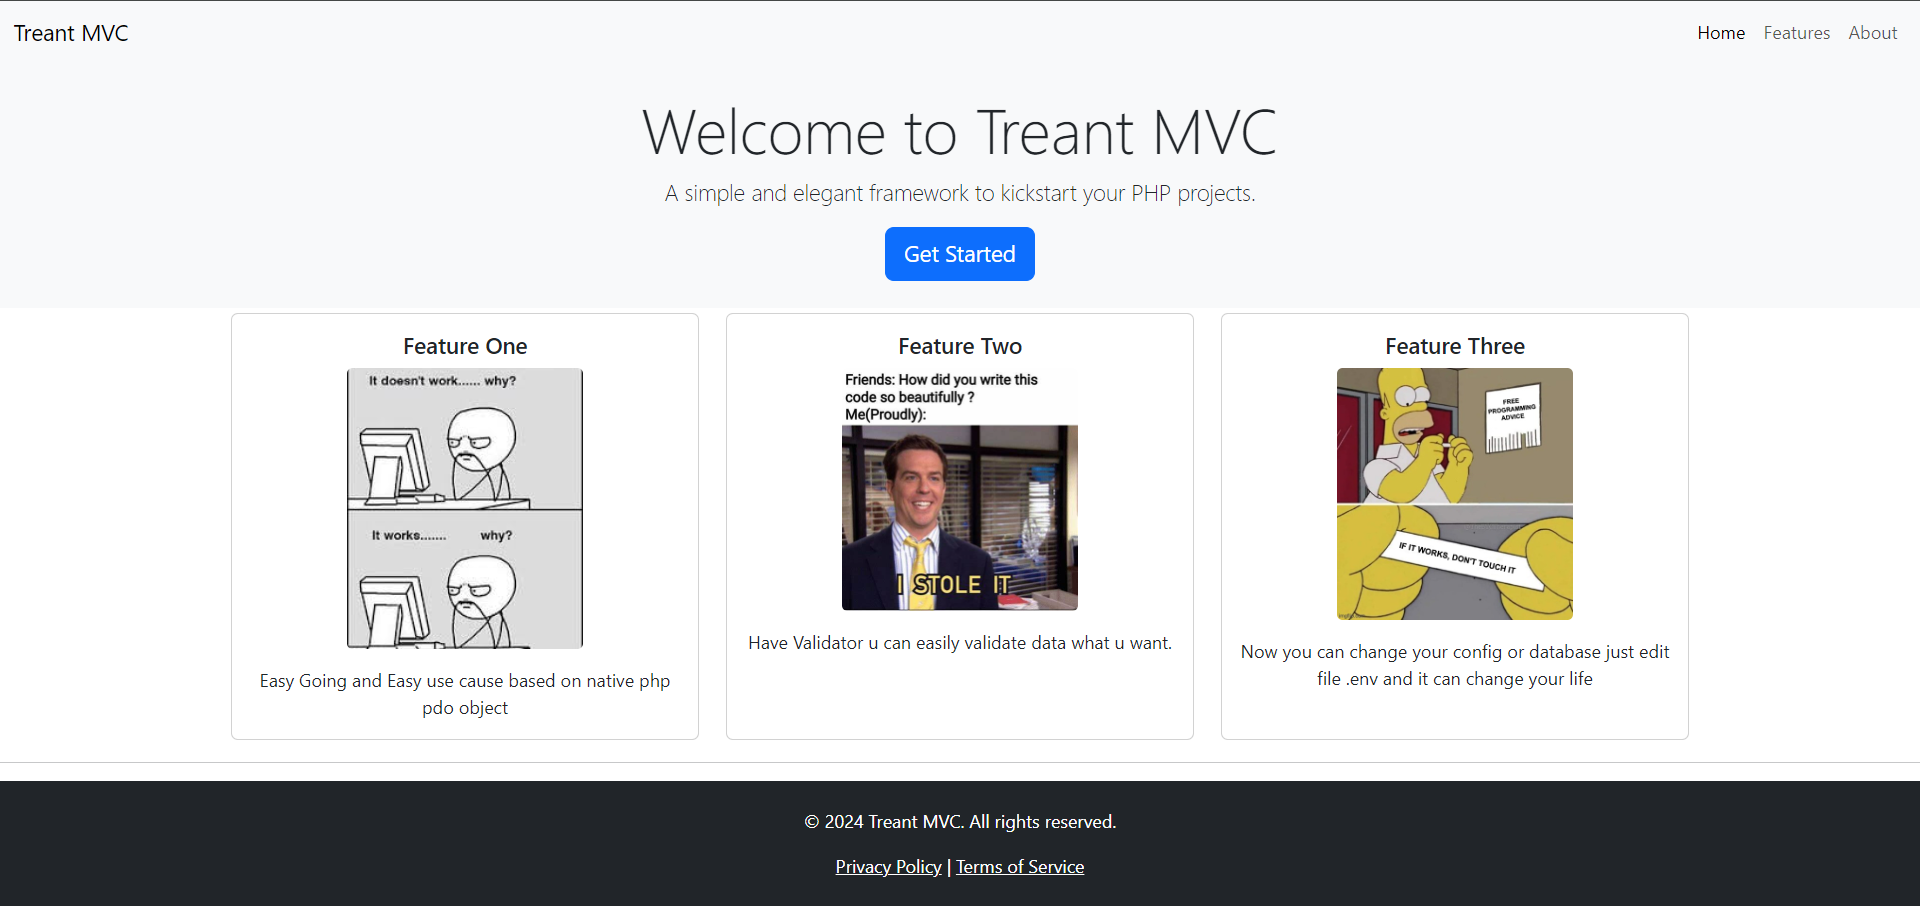 Treant MVC
Home Features About
Welcome to Treant MVC
A simple and elegant framework to kickstart your PHP projects.
Get Started
Feature One
It doesn't work...... why?
It works....... why?
Easy Going and Easy use cause based on native php
pdo object
Feature Two
Friends: How did you write this
code so beautifully ?
Me(Proudly):
I STOLE IT
Have Validator u can easily validate data what u want.
Feature Three
FREE
PROGRAMMING
ADVICE
IF IT WORKS, DON'T TOUCH IT
Now you can change your config or database just edit
file .env and it can change your life
© 2024 Treant MVC. All rights reserved.
Privacy Policy | Terms of Service